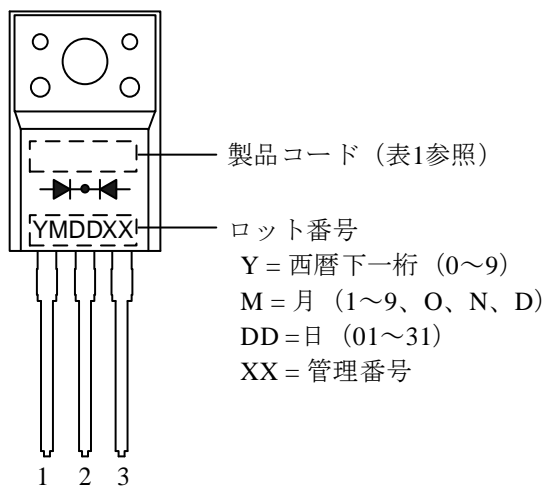 製品コード（表1参照）
YMDDXX
ロット番号
Y = 西暦下一桁（0～9）
M = 月（1～9、O、N、D）
DD =日（01～31）
XX = 管理番号
1 2 3